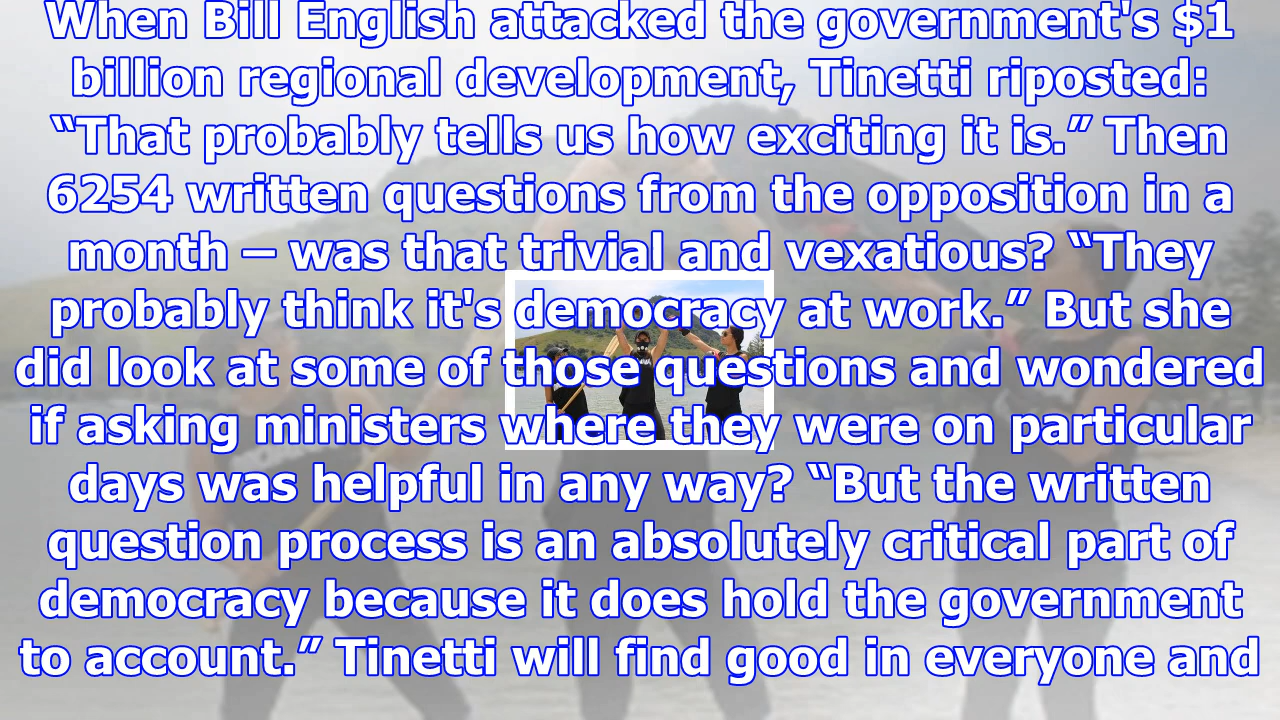 When Bill English attacked the government's $1
billion regional development, Tinetti riposted:
“That probably tells us how exciting it is.” Then
6254 written questions from the opposition in a
month – was that trivial and vexatious? “They
probably think it's democracy at work.” But she
did look at some of those questions and wondered
if asking ministers where they were on particular
days was helpful in any way? “But the written
question process is an absolutely critical part of
democracy because it does hold the government
to account.” Tinetti will find good in everyone and